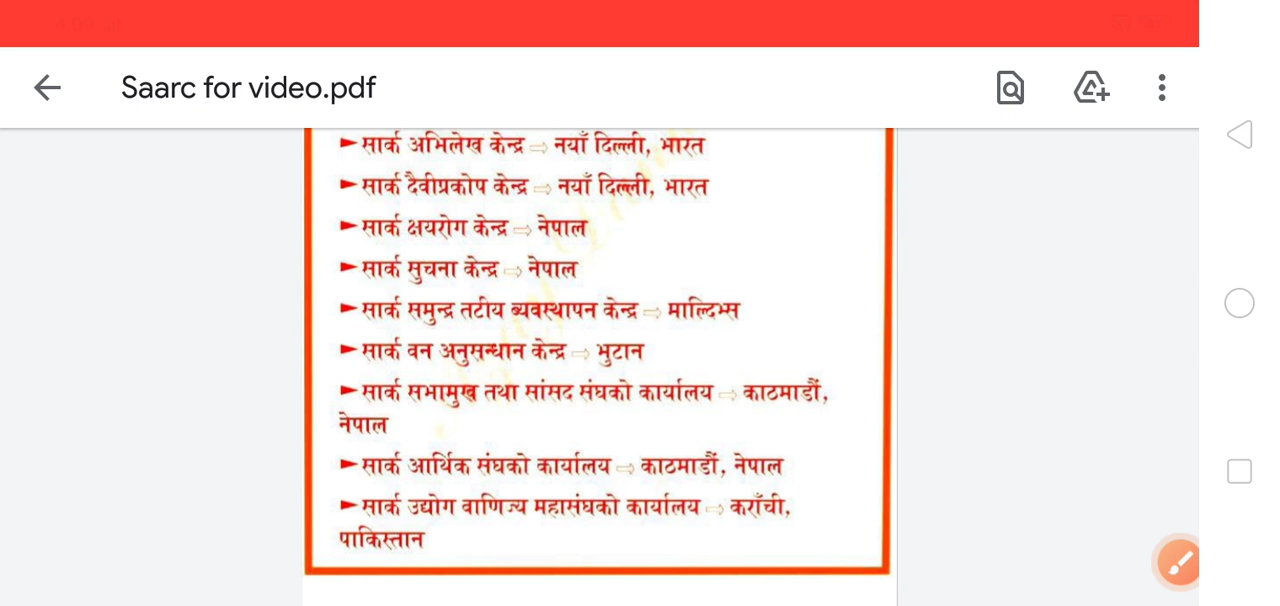 Saarc for video.pdf
►सार्क अभिलेख केन्द्र ⇨ नयाँ दिल्ली, भारत
►सार्क दैवीप्रकोप केन्द्र ⇨ नयाँ दिल्ली, भारत
►सार्क क्षयरोग केन्द्र ⇨ नेपाल
►सार्क सुचना केन्द्र ⇨ नेपाल
►सार्क समुन्द्र तटीय ब्यवस्थापन केन्द्र ⇨ माल्दिभ्स
►सार्क वन अनुसन्धान केन्द्र ⇨ भुटान
►सार्क सभामुख तथा सांसद संघको कार्यालय ⇨ काठमाडौं,
नेपाल
►सार्क आर्थिक संघको कार्यालय ⇨ काठमाडौं, नेपाल
►सार्क उद्योग वाणिज्य महासंघको कार्यालय ⇨ कराँची,
पाकिस्तान